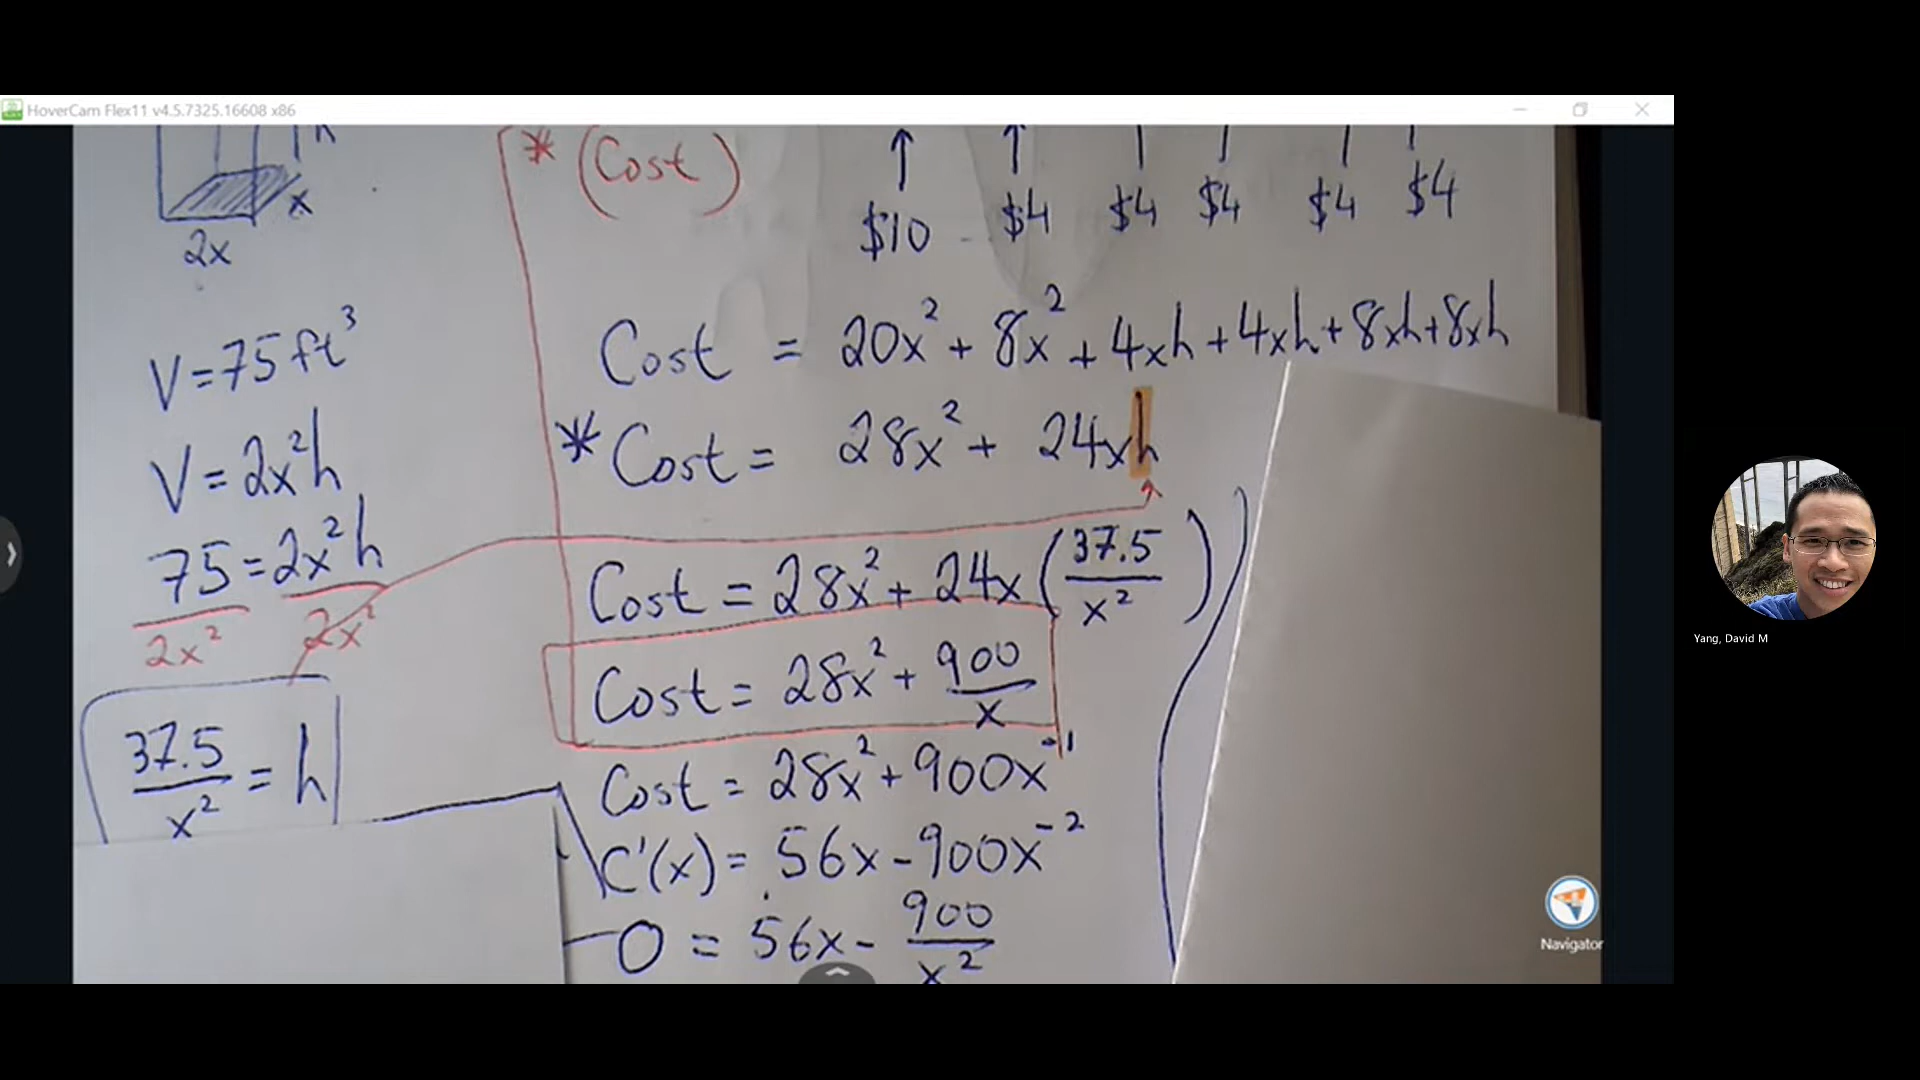 HoverCam Flex11 v4.5.7325.16608 x86
h
x
2x
V = 75 ft³
V = 2x²h
75 = 2x²h
2x² 2x²
37.5/x² = h
* (Cost)
$10 $4 $4 $4 $4 $4
Cost = 20x² + 8x² + 4xh + 4xh + 8xh + 8xh
* Cost = 28x² + 24xh
Cost = 28x² + 24x (37.5/x²)
Cost = 28x² + 900/x
Cost = 28x² + 900x⁻¹
C'(x) = 56x - 900x⁻²
0 = 56x - 900/x²
Navigator
Yang, David M